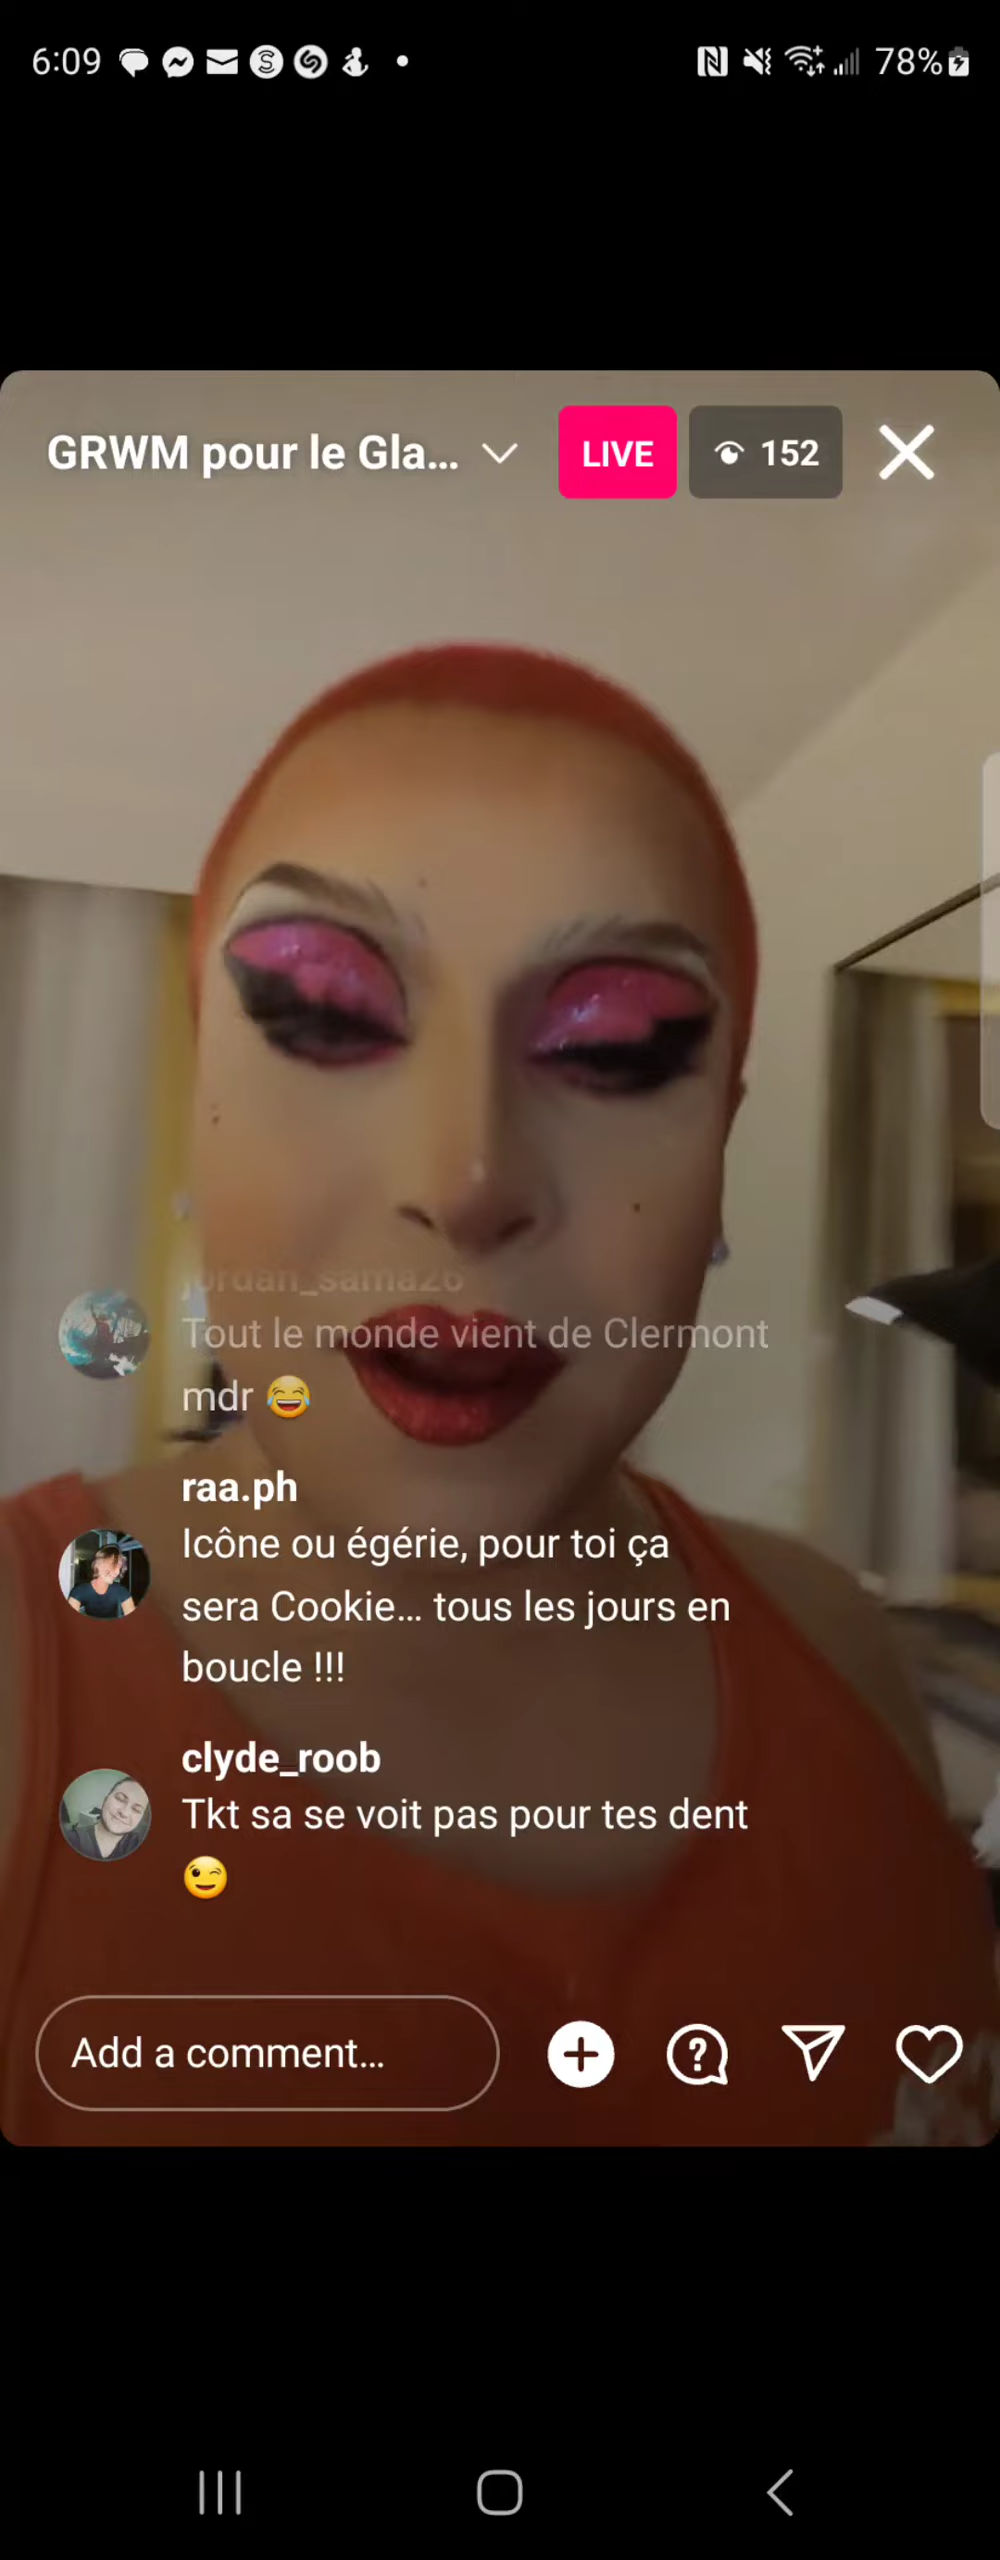 6:09
78%
GRWM pour le Gla...
LIVE
152
jordan_sama26
Tout le monde vient de Clermont
mdr 😂
raa.ph
Icône ou égérie, pour toi ça
sera Cookie... tous les jours en
boucle !!!
clyde_roob
Tkt sa se voit pas pour tes dent
😉
Add a comment...